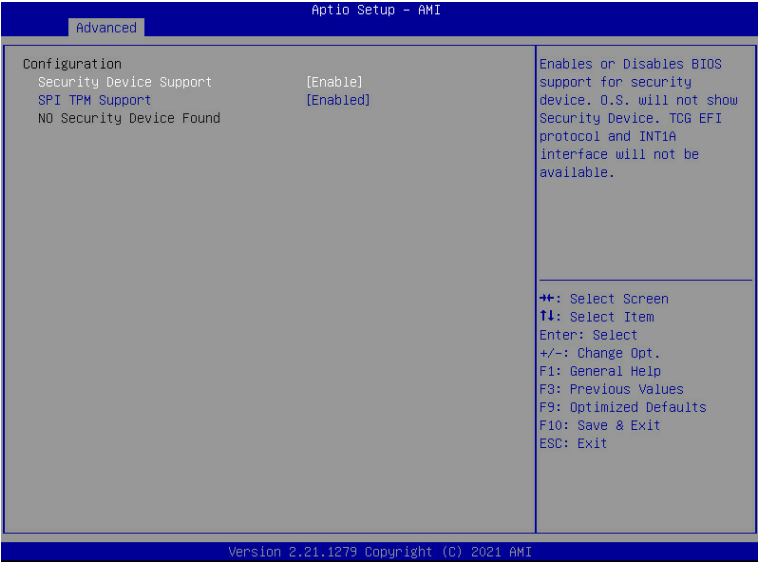 Aptio Setup – AMI
Advanced
Configuration
Security Device Support [Enable]
SPI TPM Support [Enabled]
NO Security Device Found
Enables or Disables BIOS
support for security
device. O.S. will not show
Security Device. TCG EFI
protocol and INT1A
interface will not be
available.
→←: Select Screen
↑↓: Select Item
Enter: Select
+/-: Change Opt.
F1: General Help
F3: Previous Values
F9: Optimized Defaults
F10: Save & Exit
ESC: Exit
Version 2.21.1279 Copyright (C) 2021 AMI